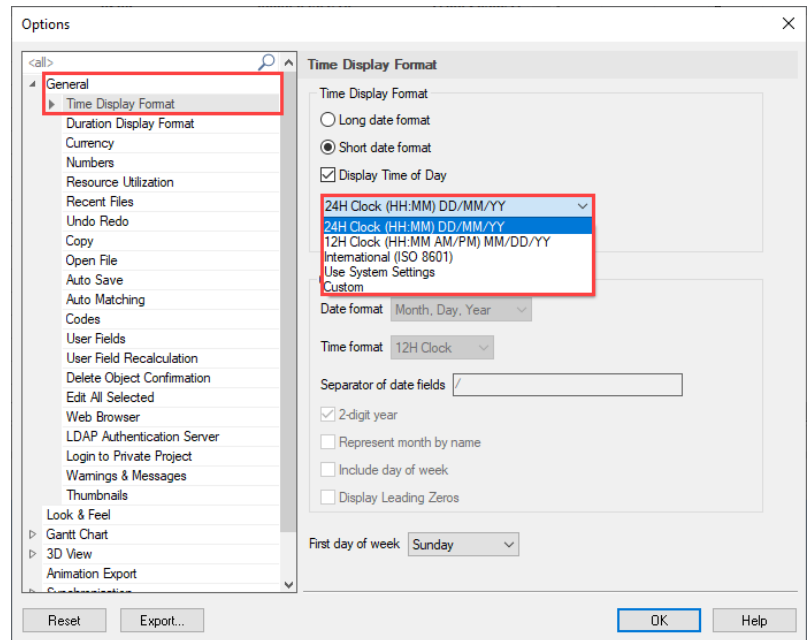 Options
<all>
General
Time Display Format
Duration Display Format
Currency
Numbers
Resource Utilization
Recent Files
Undo Redo
Copy
Open File
Auto Save
Auto Matching
Codes
User Fields
User Field Recalculation
Delete Object Confirmation
Edit All Selected
Web Browser
LDAP Authentication Server
Login to Private Project
Warnings & Messages
Thumbnails
Look & Feel
Gantt Chart
3D View
Animation Export
Time Display Format
Time Display Format
Long date format
Short date format
Display Time of Day
24H Clock (HH:MM) DD/MM/YY
24H Clock (HH:MM) DD/MM/YY
12H Clock (HH:MM AM/PM) MM/DD/YY
International (ISO 8601)
Use System Settings
Custom
Date format Month, Day, Year
Time format 12H Clock
Separator of date fields /
2-digit year
Represent month by name
Include day of week
Display Leading Zeros
First day of week Sunday
Reset Export... OK Help